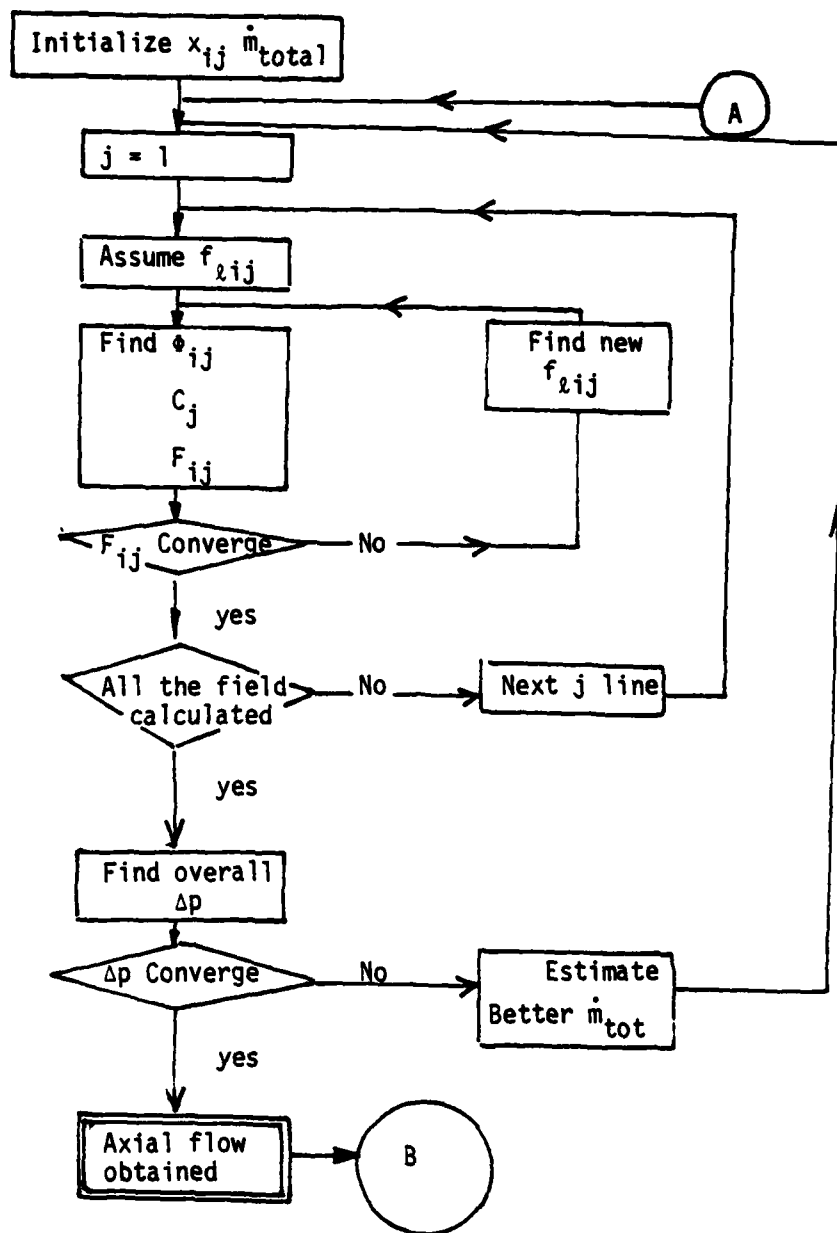 Initialize x_ij ṁ_total
A
j = 1
Assume f_ℓij
Find Φ_ij
C_j
F_ij
Find new
f_ℓij
F_ij Converge
No
yes
All the field
calculated
No
Next j line
yes
Find overall
Δp
Δp Converge
No
Estimate
Better ṁ_tot
yes
Axial flow
obtained
B